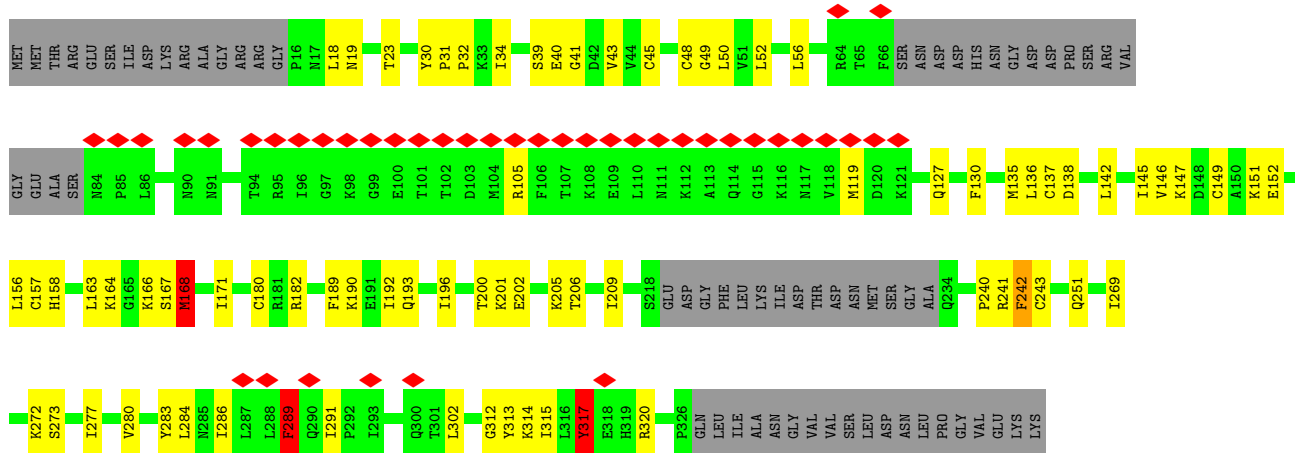 MET MET THR ARG GLU SER ILE ASP LYS ARG ALA GLY ARG ARG GLY P16 N17 L18 N19 T23 Y30 P31 P32 K33 I34 S39 E40 G41 D42 V43 V44 C45 C48 G49 L50 V51 L52 L56 R64 T65 F66 SER ASN ASP ASP HIS ASN GLY ASP ASP PRO SER ARG VAL
GLY GLU ALA SER N84 P85 L86 N90 N91 T94 R95 I96 G97 K98 G99 E100 T101 T102 D103 M104 R105 F106 T107 K108 E109 L110 N111 K112 A113 Q114 G115 K116 N117 V118 M119 D120 K121 Q127 F130 M135 L136 C137 D138 L142 I145 V146 K147 D148 C149 A150 K151 E152
L156 C157 H158 L163 K164 G165 K166 S167 M168 I171 C180 R181 R182 F189 K190 E191 I192 Q193 I196 T200 K201 E202 K205 T206 I209 S218 GLU ASP GLY PHE LEU LYS ILE ASP THR ASP ASN MET SER GLY ALA Q234 P240 R241 F242 C243 Q251 I269
K272 S273 I277 V280 Y283 L284 N285 I286 L287 L288 F289 Q290 I291 P292 I293 Q300 T301 L302 G312 Y313 K314 I315 L316 Y317 E318 H319 R320 P326 GLN LEU ILE ALA ASN GLY VAL VAL SER LEU ASP ASN LEU PRO GLY VAL GLU LYS LYS